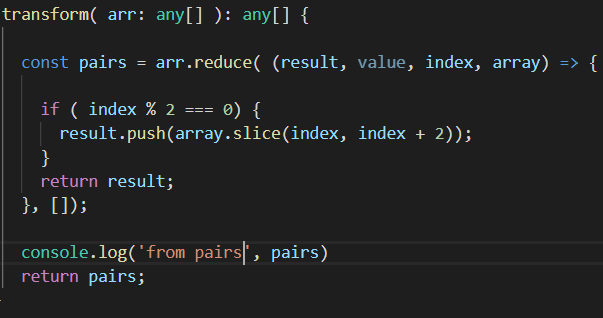 transform( arr: any[] ): any[] {
const pairs = arr.reduce( (result, value, index, array) => {
if ( index % 2 === 0) {
result.push(array.slice(index, index + 2));
}
return result;
}, []);
console.log('from pairs', pairs)
return pairs;